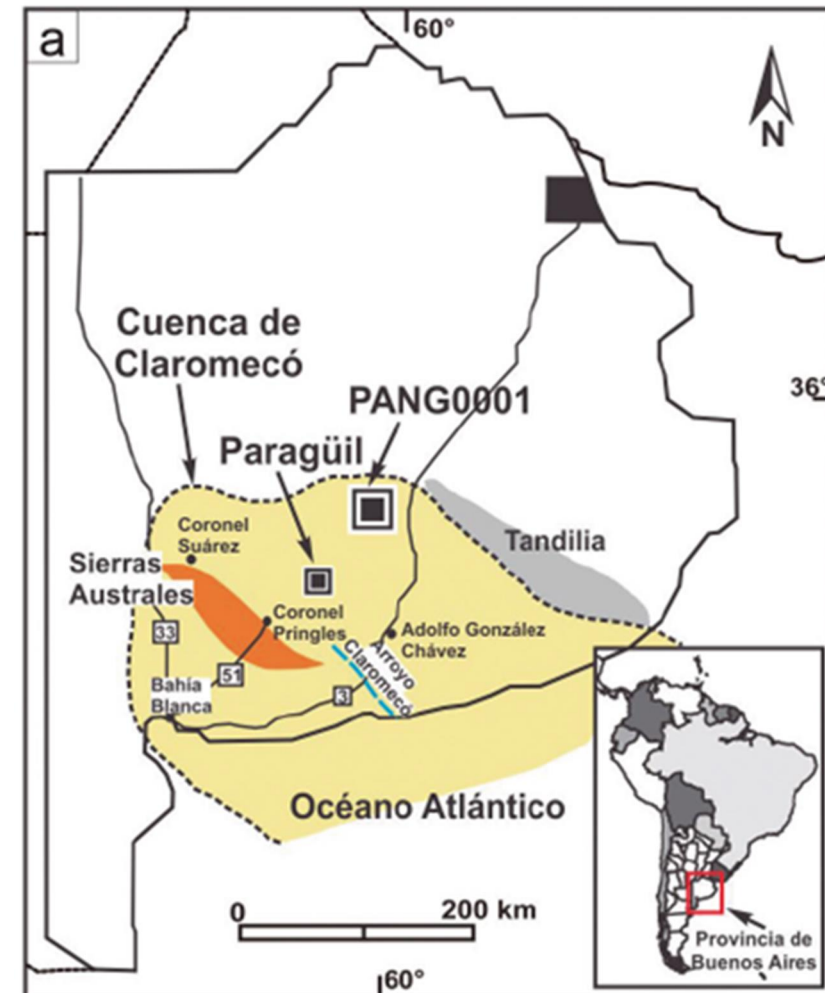 a
60°
N
Cuenca de
Claromecó
36°
PANG0001
Paragüil
Coronel
Suárez
Tandilia
Sierras
Australes
Coronel
Pringles
Adolfo González
Chávez
33
51
Arroyo
Claromecó
Bahía
Blanca
3
Océano Atlántico
0
200 km
60°
Provincia de
Buenos Aires